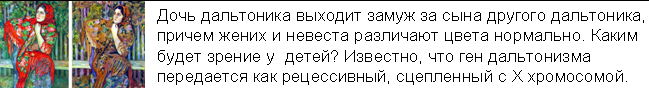 Дочь дальтоника выходит замуж за сына другого дальтоника,
причем жених и невеста различают цвета нормально. Каким
будет зрение у  детей? Известно, что ген дальтонизма
передается как рецессивный, сцепленный с Х хромосомой.